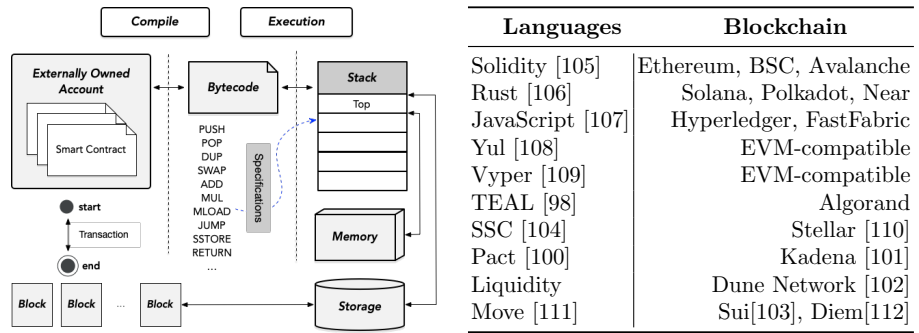 Compile
Execution
Externally Owned
Account
Smart Contract
Bytecode
Stack
Top
PUSH
POP
DUP
SWAP
ADD
MUL
MLOAD
JUMP
SSTORE
RETURN
...
Specifications
start
Transaction
end
Memory
Block
Block
...
Block
Storage
Languages Blockchain
Solidity [105] Ethereum, BSC, Avalanche
Rust [106] Solana, Polkadot, Near
JavaScript [107] Hyperledger, FastFabric
Yul [108] EVM-compatible
Vyper [109] EVM-compatible
TEAL [98] Algorand
SSC [104] Stellar [110]
Pact [100] Kadena [101]
Liquidity Dune Network [102]
Move [111] Sui[103], Diem[112]